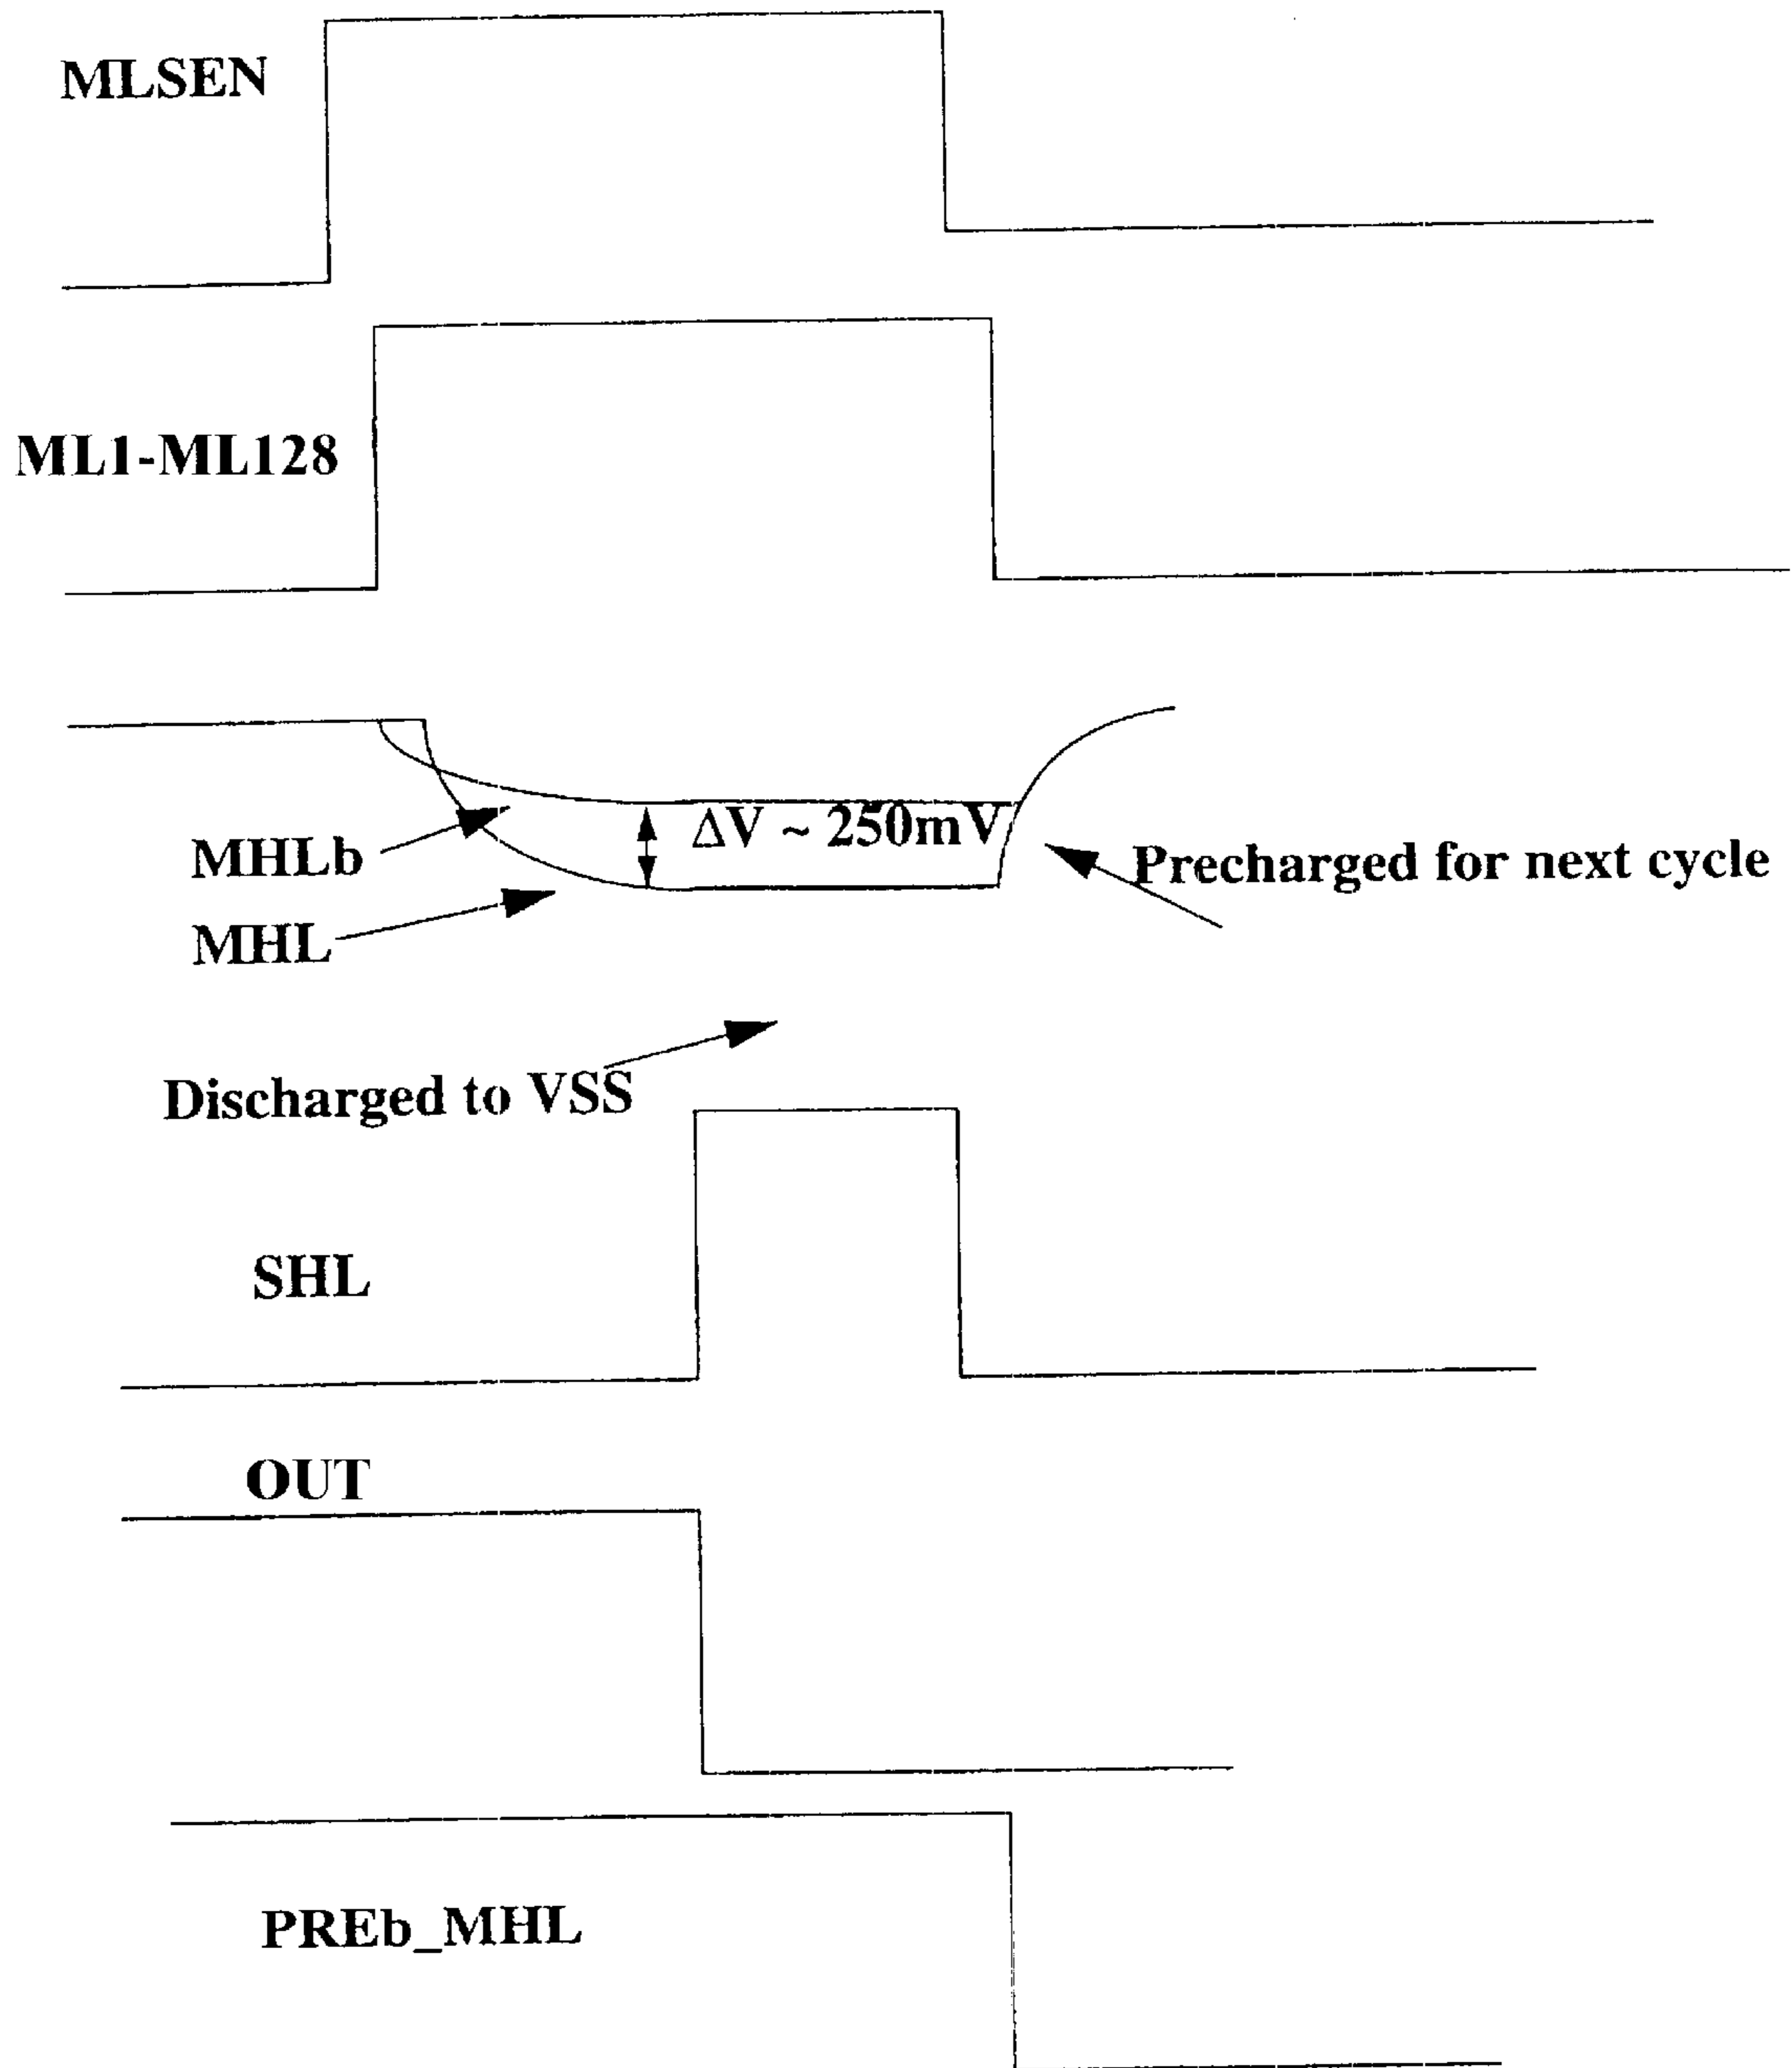 MLSEN
ML1-ML128
ΔV ~ 250mV
MHLb
Precharged for next cycle
MHL
Discharged to VSS
SHL
OUT
PREb_MHL